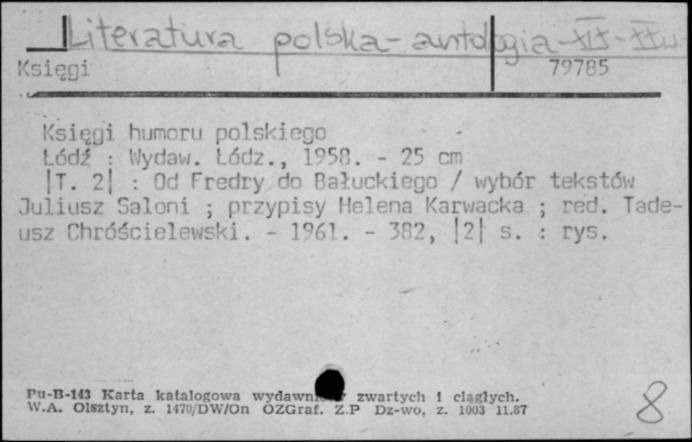 Literatura polska - antologia - XIX - XX w.
Księgi 79785
Księgi humoru polskiego
Łódź : Wydaw. Łódz., 1958. - 25 cm
|T. 2| : Od Fredry do Bałuckiego / wybór tekstów
Juliusz Saloni ; przypisy Helena Karwacka ; red. Tade-
usz Chróścielewski. - 1961. - 382, |2| s. : rys.
Pu-B-143 Karta katalogowa wydawnictw zwartych i ciągłych.
W.A. Olsztyn, z. 1470/DW/On OZGraf. Z.P Dz-wo, z. 1003 11.87
8